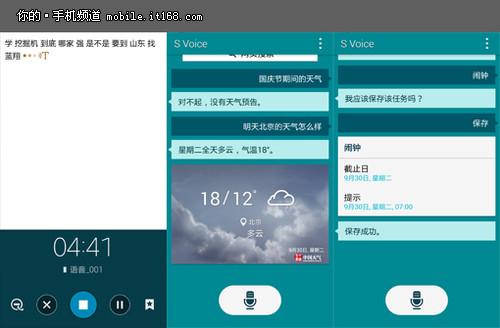 你的·手机频道 mobile.it168.com
学 挖掘机 到底 哪家 强 是不是 要到 山东 找
蓝翔
04:41
语音_001
S Voice
国庆节期间的天气
对不起，没有天气预告。
明天北京的天气怎么样
星期二全天多云，气温18°。
18/12°
北京
多云
9月30日, 星期二
中国天气
S Voice
闹钟
我应该保存该任务吗？
保存
闹钟
截止日
9月30日, 星期二
提示
9月30日, 星期二, 07:00
保存成功。